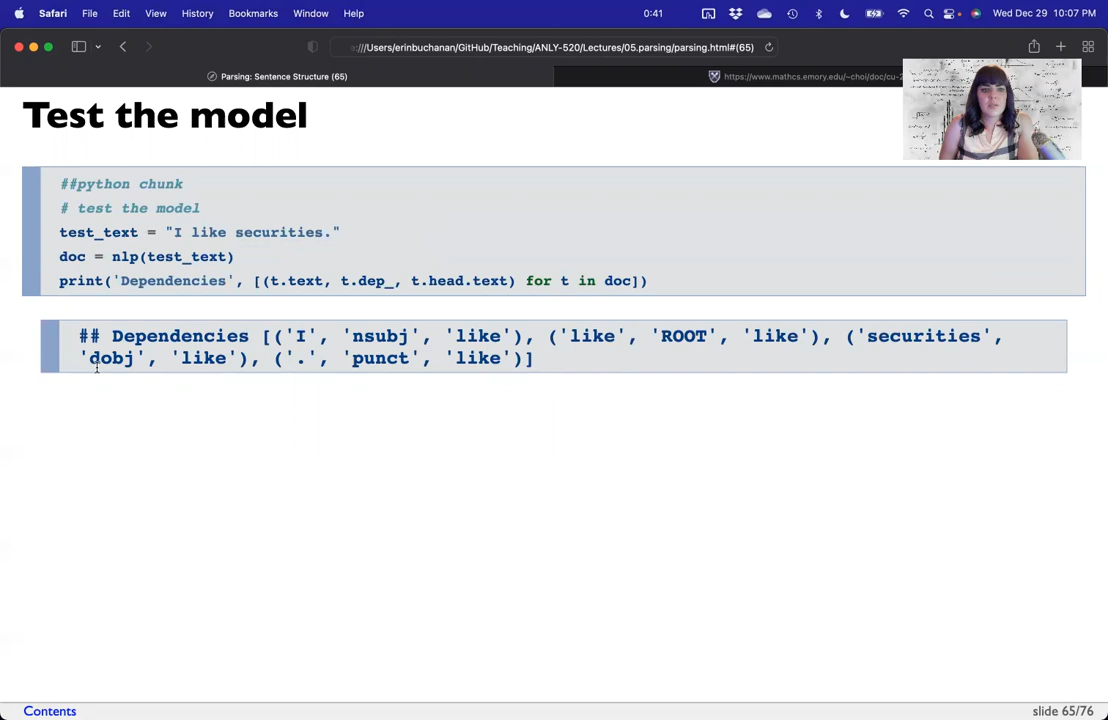 Safari File Edit View History Bookmarks Window Help 0:41 Wed Dec 29 10:07 PM
:///Users/erinbuchanan/GitHub/Teaching/ANLY-520/Lectures/05.parsing/parsing.html#(65)
Parsing: Sentence Structure (65) https://www.mathcs.emory.edu/~choi/doc/cu-2
Test the model
##python chunk
# test the model
test_text = "I like securities."
doc = nlp(test_text)
print('Dependencies', [(t.text, t.dep_, t.head.text) for t in doc])
## Dependencies [('I', 'nsubj', 'like'), ('like', 'ROOT', 'like'), ('securities',
'dobj', 'like'), ('.', 'punct', 'like')]
Contents slide 65/76